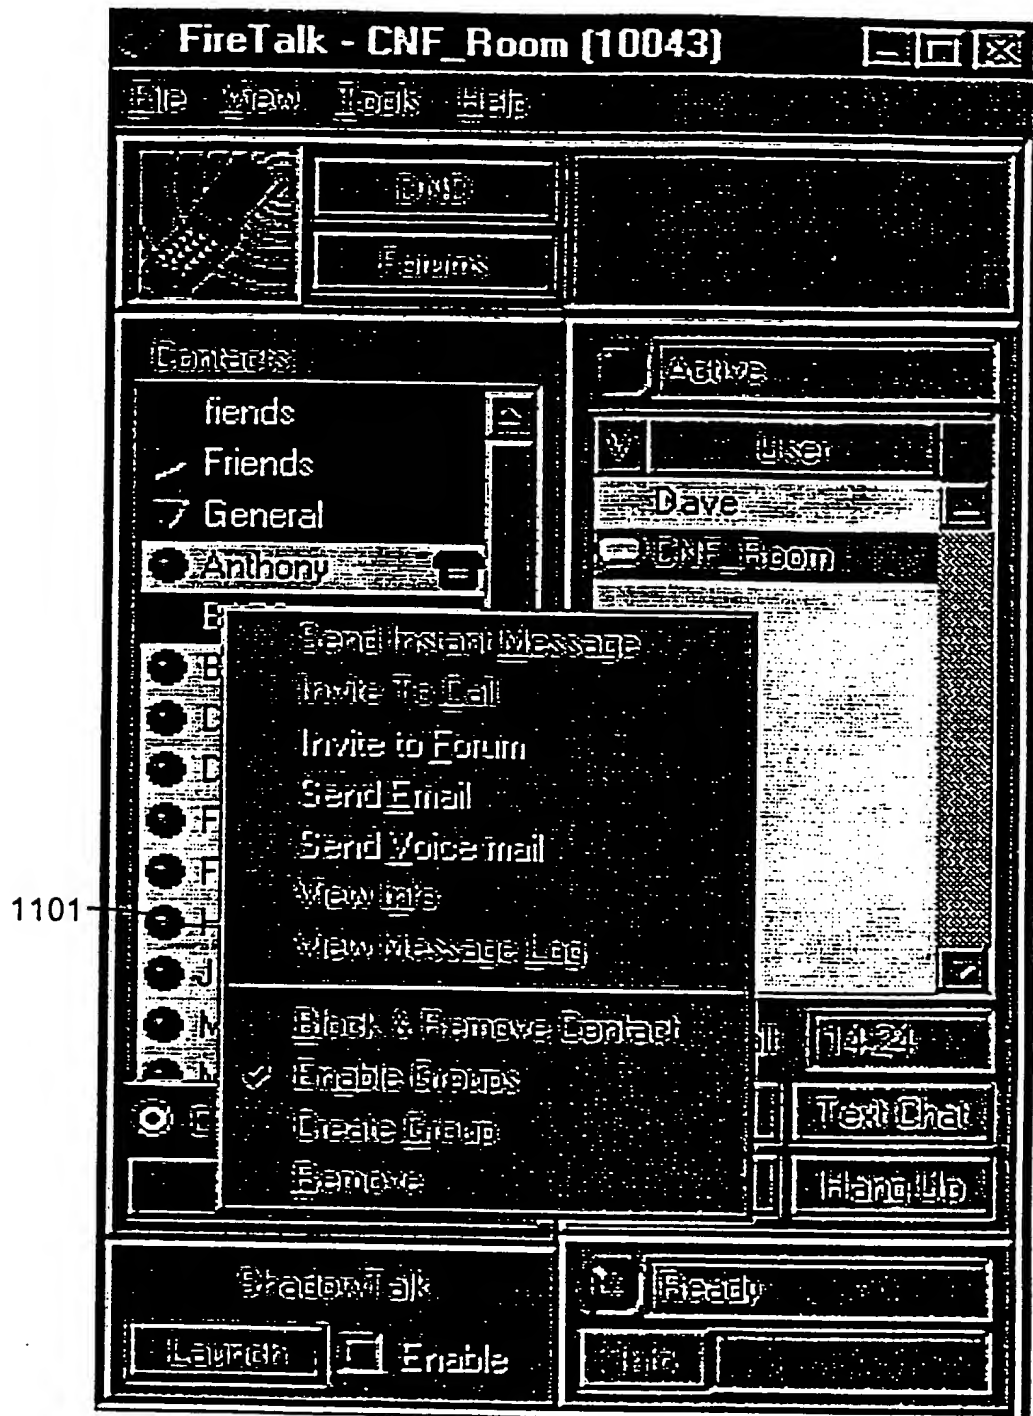 FireTalk - CNF_Room (10043)
File View Tools Help
DND
Forums
Contacts
fiends
Friends
General
Anthony
B
D
D
F
F
J
M
Active
User
Dave
CNF_Room
Send Instant Message
Invite To Call
Invite to Forum
Send Email
Send Voice mail
View Info
View Message Log
Block & Remove Contact
Enable Groups
Create Group
Remove
1101
14:24
Text Chat
Hang Up
ShadowTalk
Launch
Enable
Ready